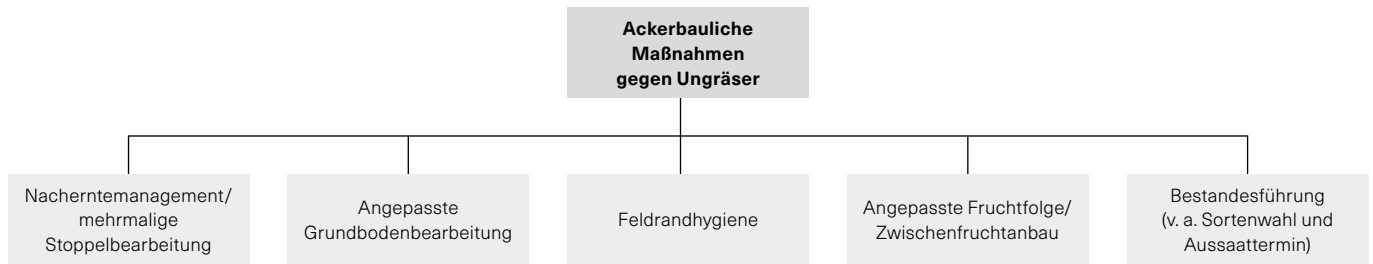 Ackerbauliche
Maßnahmen
gegen Ungräser
Nacherntemanagement/
mehrmalige
Stoppelbearbeitung
Angepasste
Grundbodenbearbeitung
Feldrandhygiene
Angepasste Fruchtfolge/
Zwischenfruchtanbau
Bestandesführung
(v. a. Sortenwahl und
Aussaattermin)